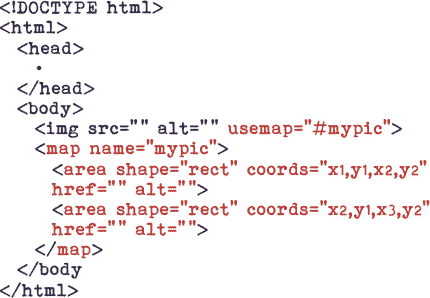 <!DOCTYPE html>
<html>
<head>
•
</head>
<body>
<img src="" alt="" usemap="#mypic">
<map name="mypic">
<area shape="rect" coords="x1,y1,x2,y2"
href="" alt="">
<area shape="rect" coords="x2,y1,x3,y2"
href="" alt="">
</map>
</body
</html>